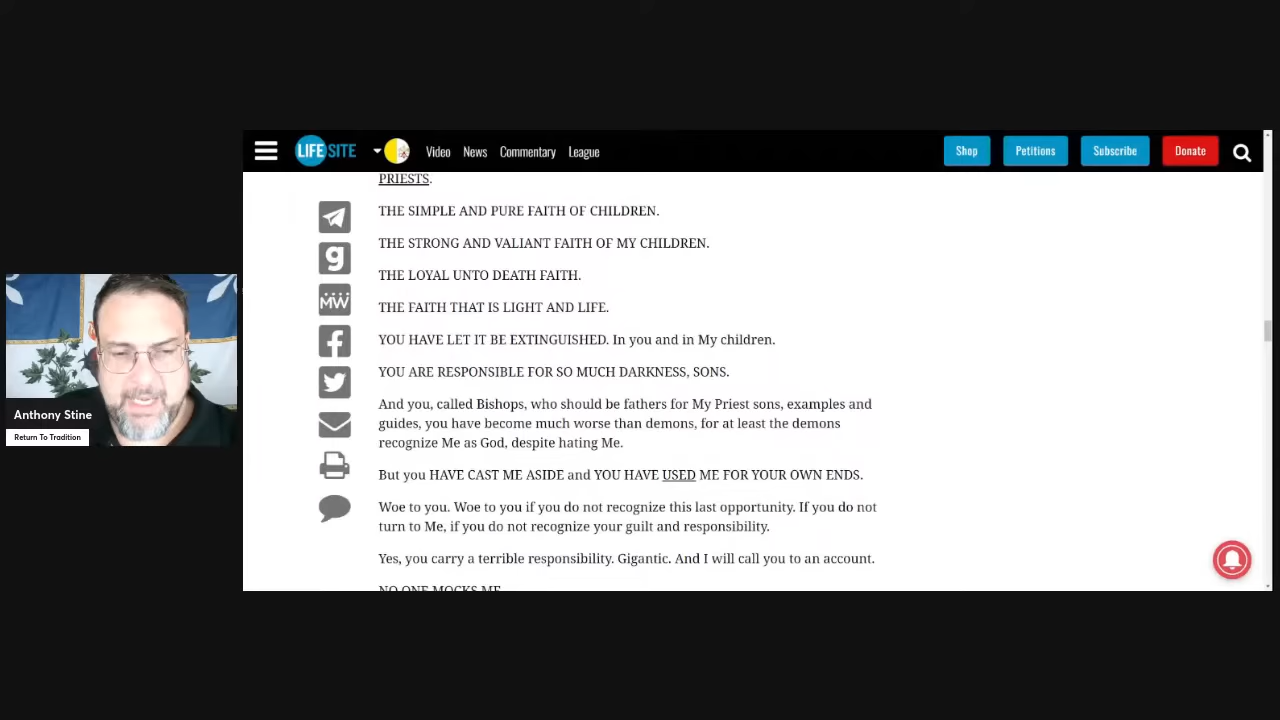 LIFE SITE
Video News Commentary League
Shop Petitions Subscribe Donate
PRIESTS.
THE SIMPLE AND PURE FAITH OF CHILDREN.
THE STRONG AND VALIANT FAITH OF MY CHILDREN.
THE LOYAL UNTO DEATH FAITH.
THE FAITH THAT IS LIGHT AND LIFE.
YOU HAVE LET IT BE EXTINGUISHED. In you and in My children.
YOU ARE RESPONSIBLE FOR SO MUCH DARKNESS, SONS.
And you, called Bishops, who should be fathers for My Priest sons, examples and
guides, you have become much worse than demons, for at least the demons
recognize Me as God, despite hating Me.
But you HAVE CAST ME ASIDE and YOU HAVE USED ME FOR YOUR OWN ENDS.
Woe to you. Woe to you if you do not recognize this last opportunity. If you do not
turn to Me, if you do not recognize your guilt and responsibility.
Yes, you carry a terrible responsibility. Gigantic. And I will call you to an account.
NO ONE MOCKS ME
g
MW
Anthony Stine
Return To Tradition